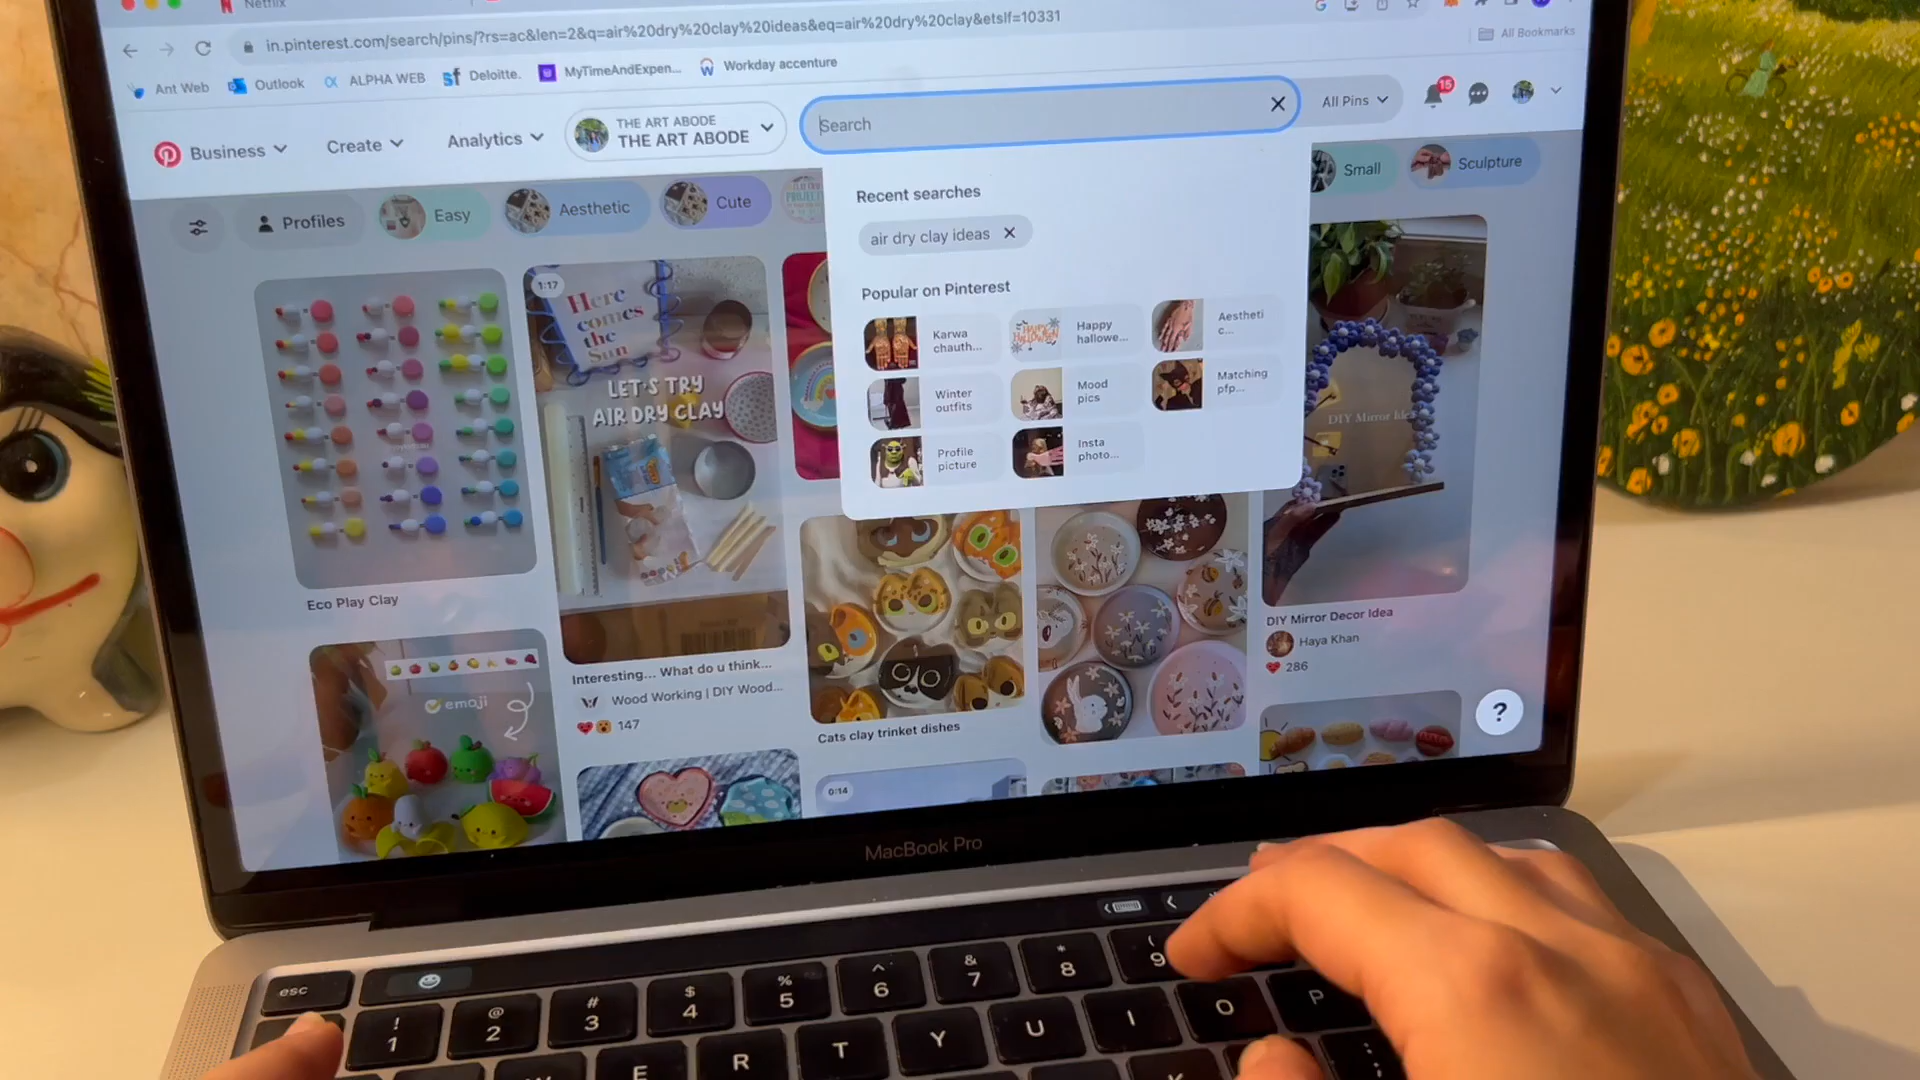 Netflix
in.pinterest.com/search/pins/?rs=ac&len=2&q=air%20dry%20clay%20ideas&eq=air%20dry%20clay&etslf=10331
All Bookmarks
Ant Web
Outlook
ALPHA WEB
Deloitte.
MyTimeAndExpen...
Workday accenture
Business
Create
Analytics
THE ART ABODE
THE ART ABODE
Search
All Pins
15
Profiles
Easy
Aesthetic
Cute
Small
Sculpture
Recent searches
air dry clay ideas
Popular on Pinterest
Karwa
chauth...
Happy
hallowe...
Aestheti
c...
Winter
outfits
Mood
pics
Matching
pfp...
Profile
picture
Insta
photo...
1:17
Here
comes
the
Sun
LET'S TRY
AIR DRY CLAY
DIY Mirror Idea
Eco Play Clay
Interesting... What do u think...
Wood Working | DIY Wood...
147
Cats clay trinket dishes
DIY Mirror Decor Idea
Haya Khan
286
emoji
0:14
?
MacBook Pro
esc
! 1
@ 2
# 3
$ 4
% 5
^ 6
& 7
* 8
( 9
E
R
T
Y
U
I
O
P